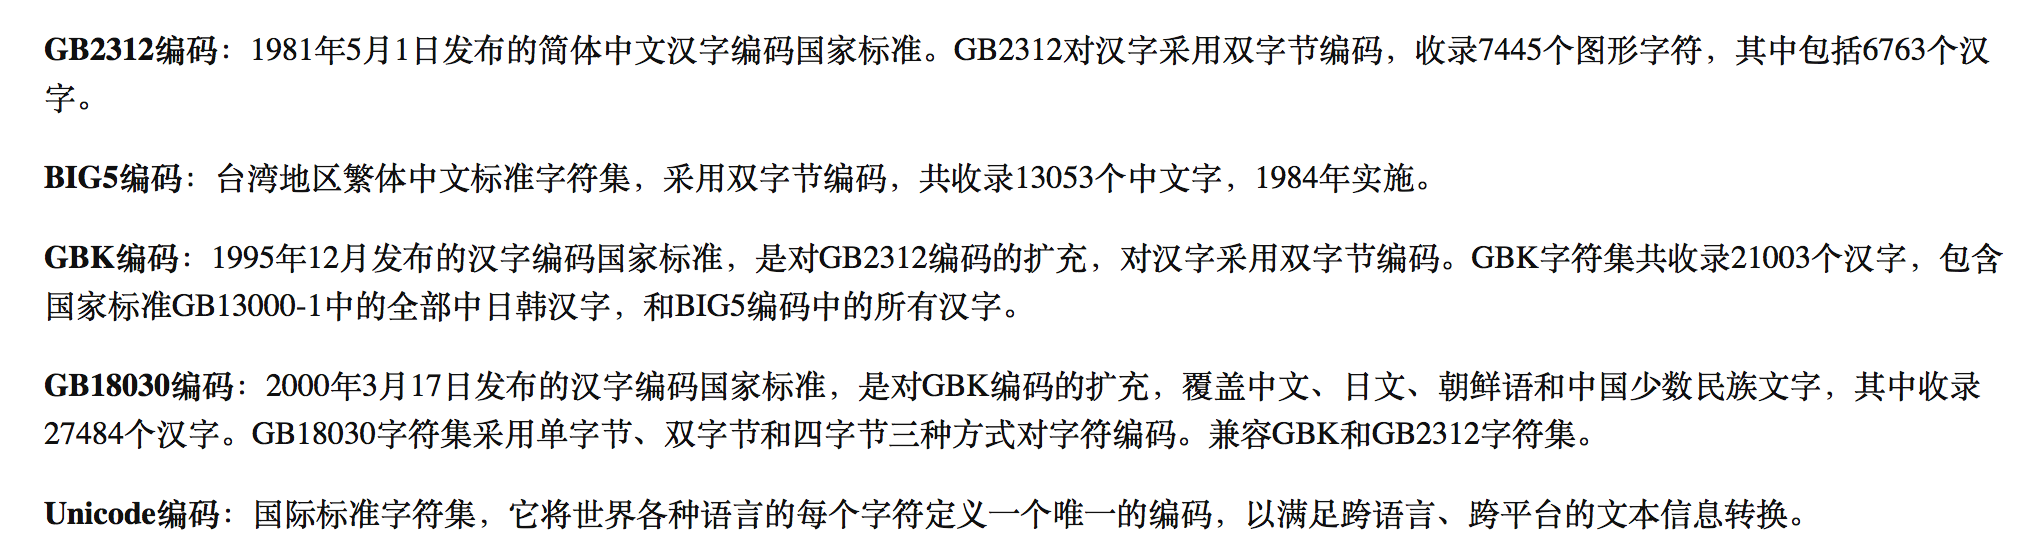 GB2312编码：1981年5月1日发布的简体中文汉字编码国家标准。GB2312对汉字采用双字节编码，收录7445个图形字符，其中包括6763个汉
字。
BIG5编码：台湾地区繁体中文标准字符集，采用双字节编码，共收录13053个中文字，1984年实施。
GBK编码：1995年12月发布的汉字编码国家标准，是对GB2312编码的扩充，对汉字采用双字节编码。GBK字符集共收录21003个汉字，包含
国家标准GB13000-1中的全部中日韩汉字，和BIG5编码中的所有汉字。
GB18030编码：2000年3月17日发布的汉字编码国家标准，是对GBK编码的扩充，覆盖中文、日文、朝鲜语和中国少数民族文字，其中收录
27484个汉字。GB18030字符集采用单字节、双字节和四字节三种方式对字符编码。兼容GBK和GB2312字符集。
Unicode编码：国际标准字符集，它将世界各种语言的每个字符定义一个唯一的编码，以满足跨语言、跨平台的文本信息转换。